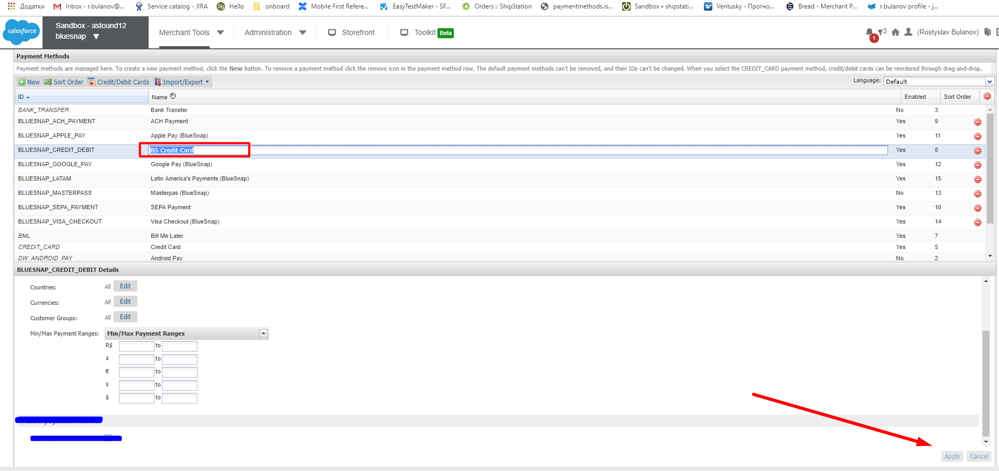 Додатки Inbox - r.bulanov@... Service catalog - JIRA Hello onboard Mobile First Refere... EasyTestMaker - SF... Orders :: ShipStation paymentmethods.is... Sandbox • shipstati... Ventusky - Прогно... Bread - Merchant P... r.bulanov profile - j...
salesforce
Sandbox - astound12
bluesnap
Merchant Tools Administration Storefront Toolkit Beta
1 (Rostyslav Bulanov)
Payment Methods
Payment methods are managed here. To create a new payment method, click the New button. To remove a payment method click the remove icon in the payment method row. The default payment methods can't be removed, and their IDs can't be changed. When you select the CREDIT_CARD payment method, credit/debit cards can be reordered through drag-and-drop.
New Sort Order Credit/Debit Cards Import/Export Language: Default
ID Name Enabled Sort Order
BANK_TRANSFER Bank Transfer No 3
BLUESNAP_ACH_PAYMENT ACH Payment Yes 9
BLUESNAP_APPLE_PAY Apple Pay (BlueSnap) Yes 11
BLUESNAP_CREDIT_DEBIT BS Credit Card Yes 8
BLUESNAP_GOOGLE_PAY Google Pay (BlueSnap) Yes 12
BLUESNAP_LATAM Latin America's Payments (BlueSnap) Yes 15
BLUESNAP_MASTERPASS Masterpas (BlueSnap) No 13
BLUESNAP_SEPA_PAYMENT SEPA Payment Yes 10
BLUESNAP_VISA_CHECKOUT Visa Checkout (BlueSnap) Yes 14
BML Bill Me Later Yes 7
CREDIT_CARD Credit Card Yes 5
DW_ANDROID_PAY Android Pay No 2
BLUESNAP_CREDIT_DEBIT Details
Countries: All Edit
Currencies: All Edit
Customer Groups: All Edit
Min/Max Payment Ranges: Min/Max Payment Ranges
R$ to
¥ to
€ to
¥ to
$ to
Apply Cancel